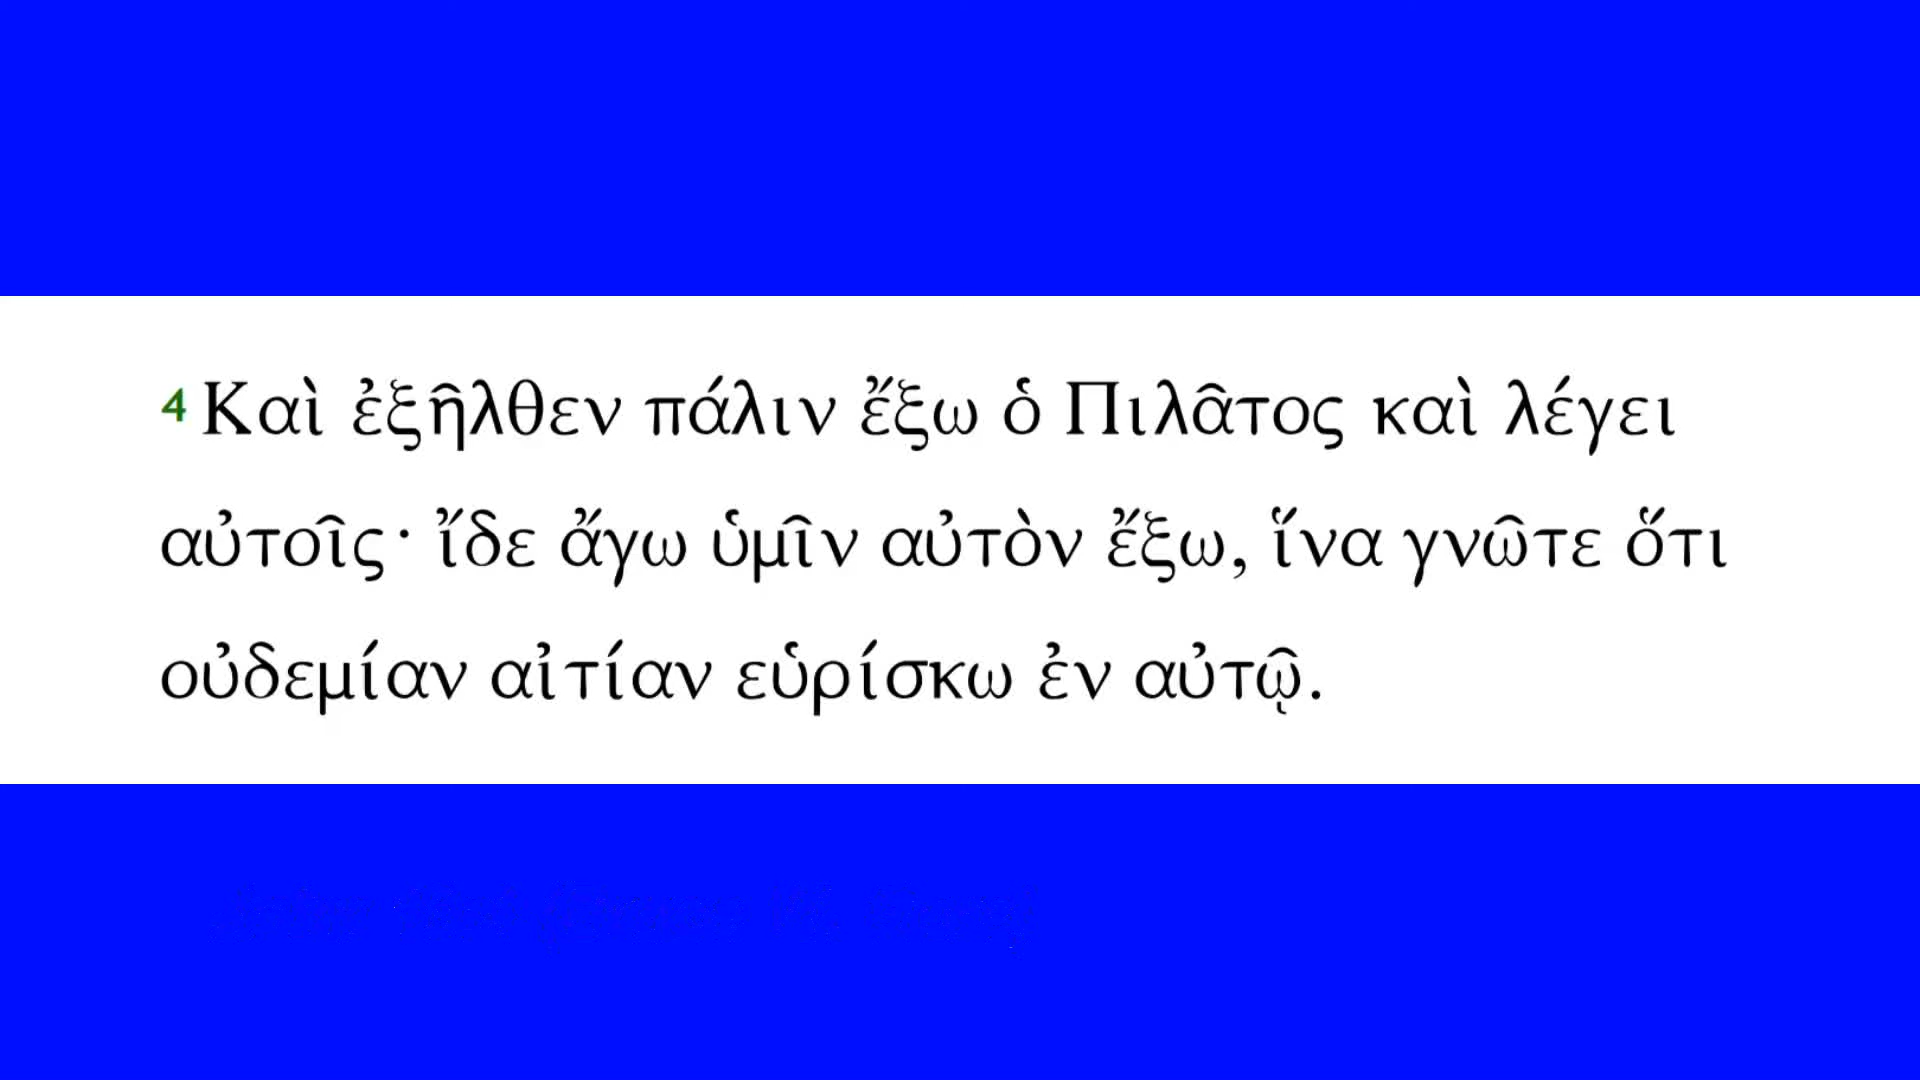 4 Καὶ ἐξῆλθεν πάλιν ἔξω ὁ Πιλᾶτος καὶ λέγει
αὐτοῖς· ἴδε ἄγω ὑμῖν αὐτὸν ἔξω, ἵνα γνῶτε ὅτι
οὐδεμίαν αἰτίαν εὑρίσκω ἐν αὐτῷ.